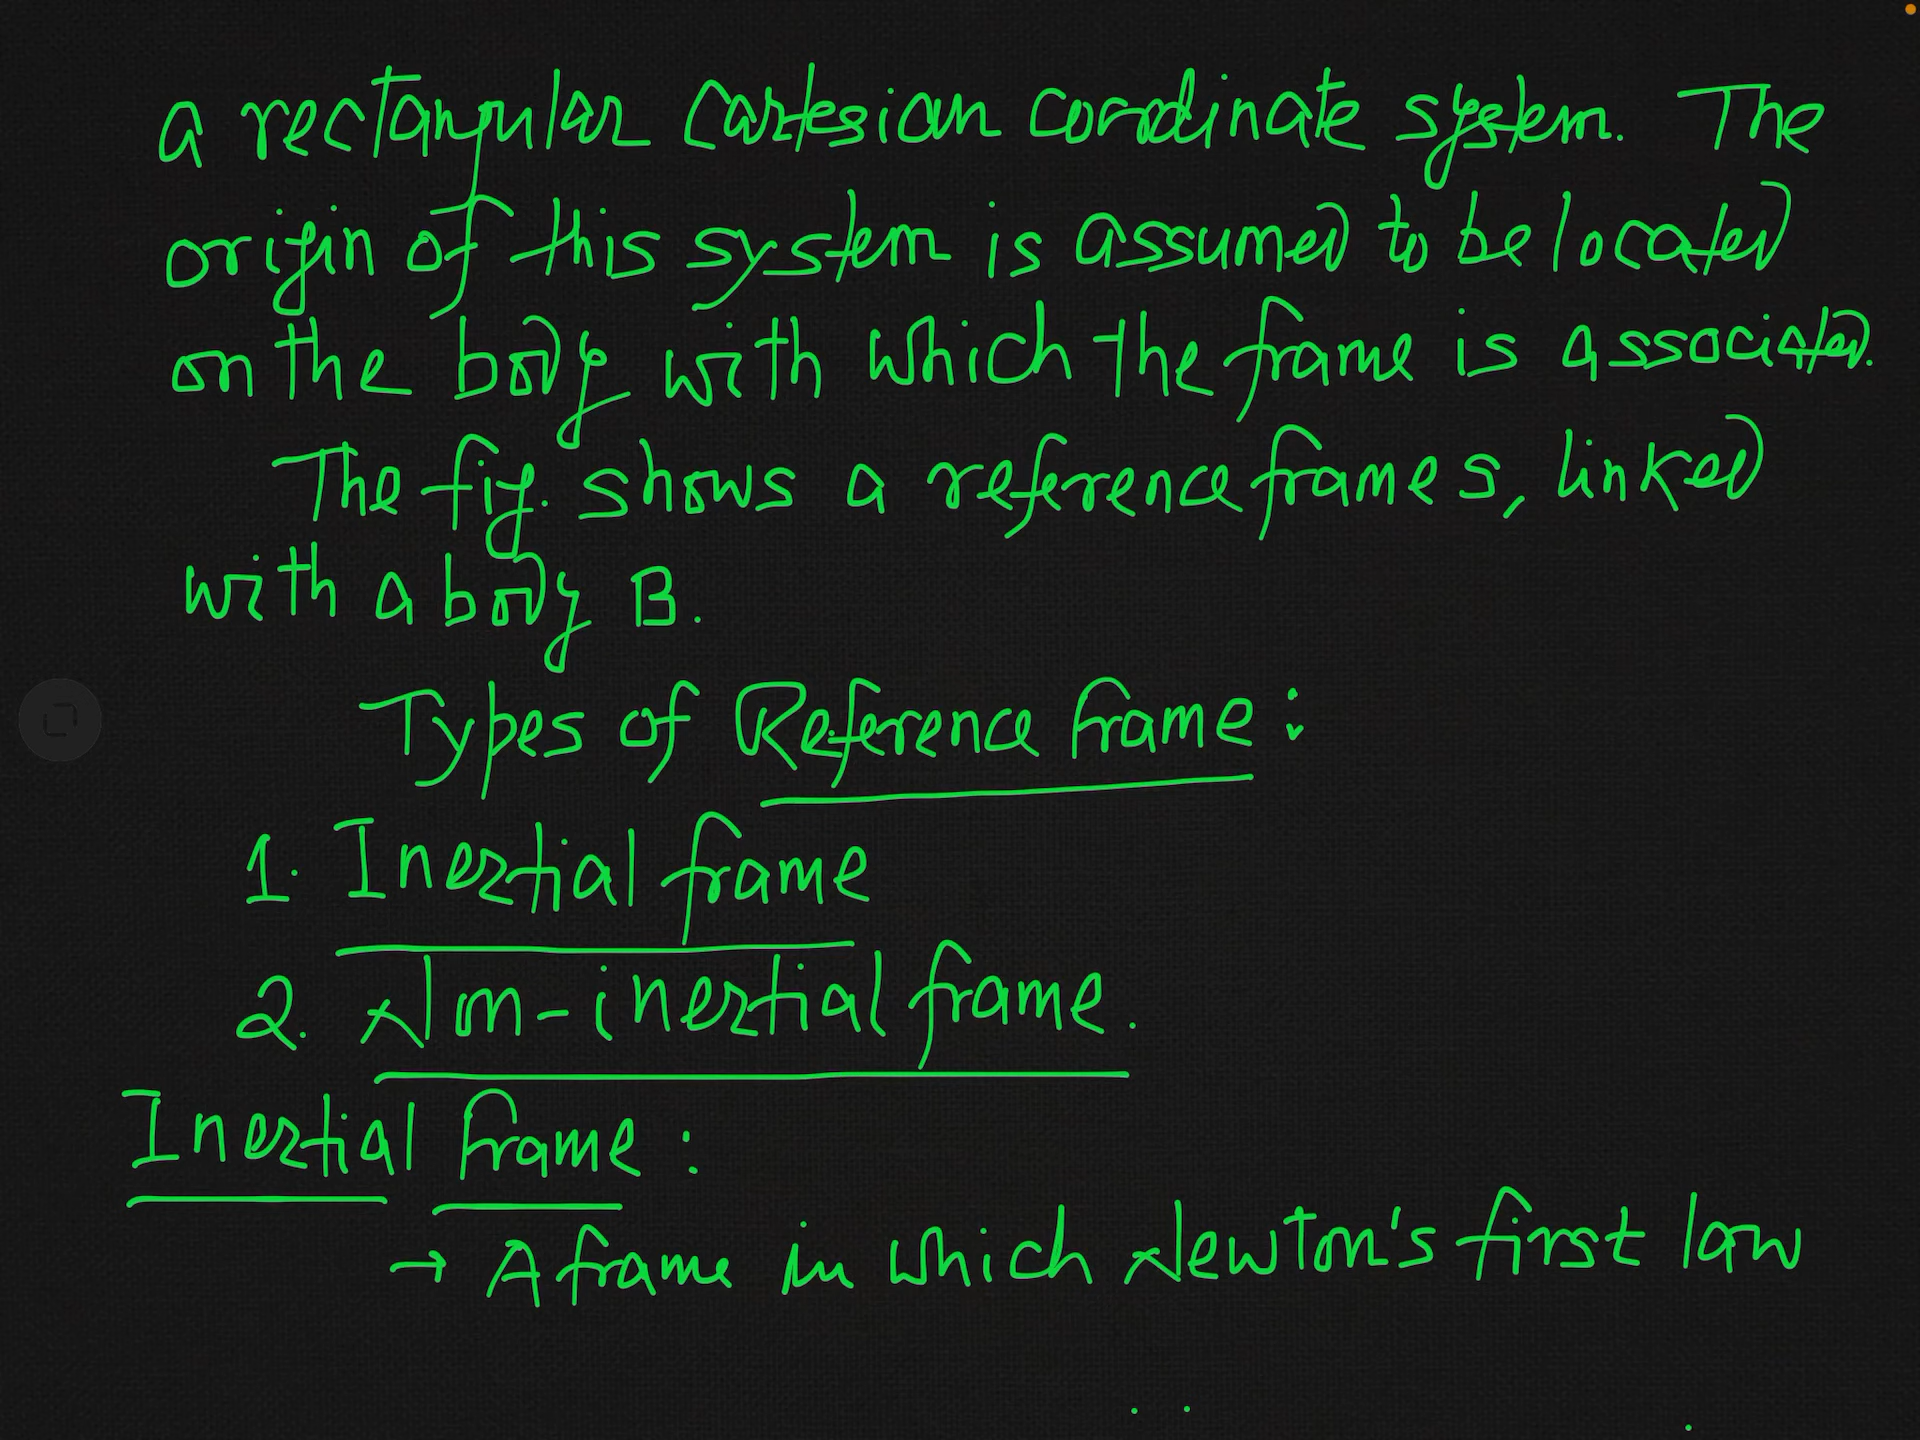 a rectangular Cartesian coordinate system. The
origin of this system is assumed to be located
on the body with which the frame is associated.
The fig. shows a reference frame S, linked
with a body B.
Types of Reference frame :
1. Inertial frame
2. Non-inertial frame.
Inertial frame :
→ A frame in which Newton's first law